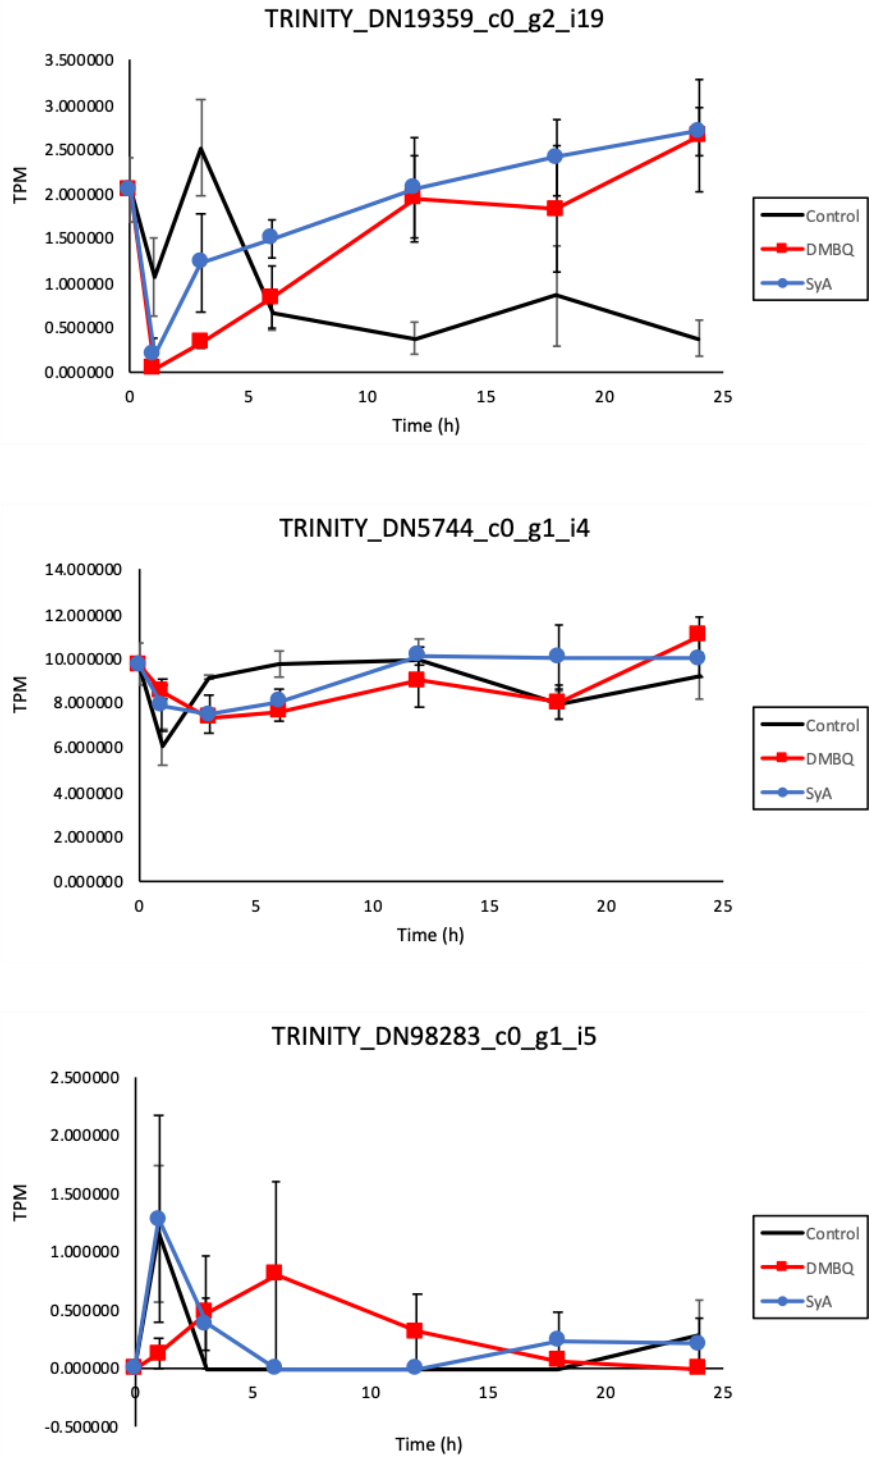 TRINITY_DN19359_c0_g2_i19
3.500000
3.000000
2.500000
2.000000
1.500000
1.000000
0.500000
0.000000
TPM
0 5 10 15 20 25
Time (h)
Control
DMBQ
SyA
TRINITY_DN5744_c0_g1_i4
14.000000
12.000000
10.000000
8.000000
6.000000
4.000000
2.000000
0.000000
TPM
0 5 10 15 20 25
Time (h)
Control
DMBQ
SyA
TRINITY_DN98283_c0_g1_i5
2.500000
2.000000
1.500000
1.000000
0.500000
0.000000
-0.500000
TPM
0 5 10 15 20 25
Time (h)
Control
DMBQ
SyA